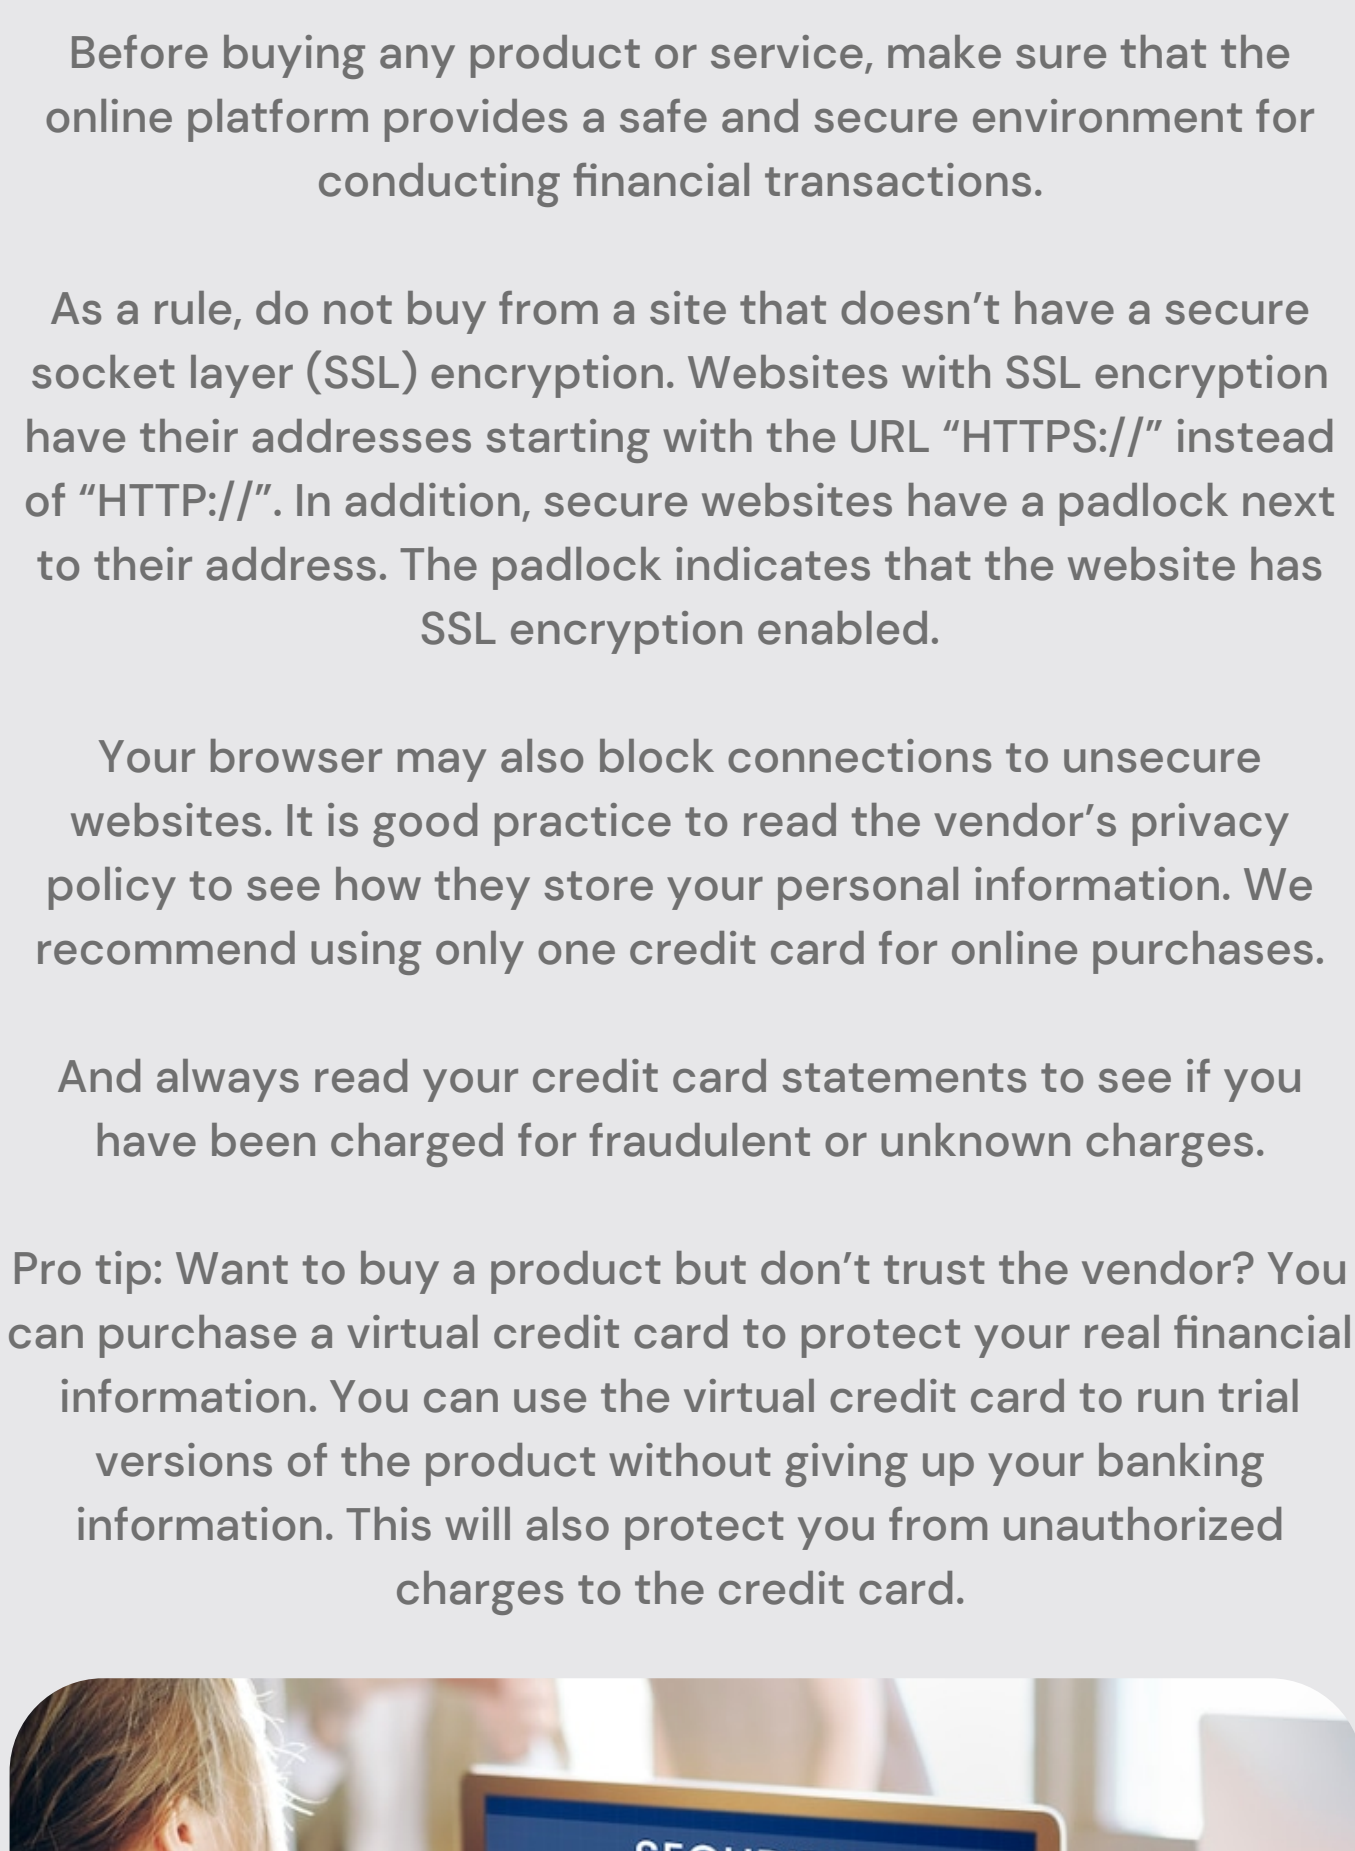 Before buying any product or service, make sure that the
online platform provides a safe and secure environment for
conducting financial transactions.
As a rule, do not buy from a site that doesn’t have a secure
socket layer (SSL) encryption. Websites with SSL encryption
have their addresses starting with the URL “HTTPS://” instead
of “HTTP://”. In addition, secure websites have a padlock next
to their address. The padlock indicates that the website has
SSL encryption enabled.
Your browser may also block connections to unsecure
websites. It is good practice to read the vendor’s privacy
policy to see how they store your personal information. We
recommend using only one credit card for online purchases.
And always read your credit card statements to see if you
have been charged for fraudulent or unknown charges.
Pro tip: Want to buy a product but don’t trust the vendor? You
can purchase a virtual credit card to protect your real financial
information. You can use the virtual credit card to run trial
versions of the product without giving up your banking
information. This will also protect you from unauthorized
charges to the credit card.